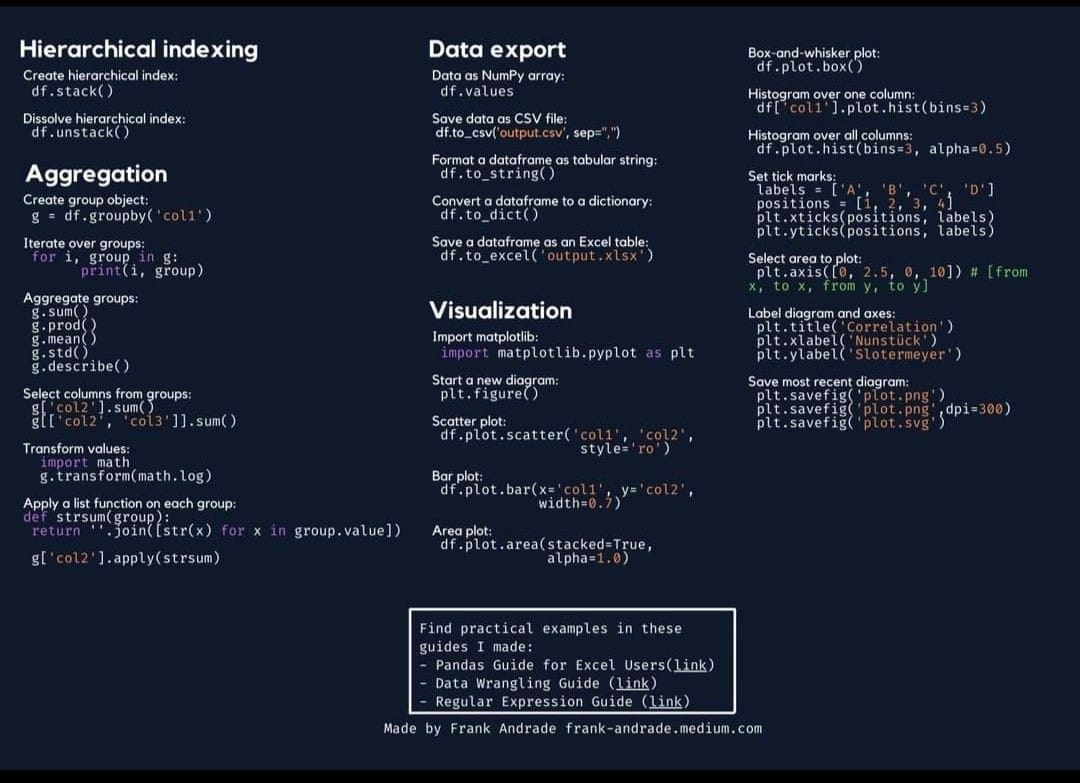 Hierarchical indexing
Create hierarchical index:
df.stack()
Dissolve hierarchical index:
df.unstack()
Aggregation
Create group object:
g = df.groupby('col1')
Iterate over groups:
for i, group in g:
print(i, group)
Aggregate groups:
g.sum()
g.prod()
g.mean()
g.std()
g.describe()
Select columns from groups:
g['col2'].sum()
g[['col2', 'col3']].sum()
Transform values:
import math
g.transform(math.log)
Apply a list function on each group:
def strsum(group):
return ''.join([str(x) for x in group.value])
g['col2'].apply(strsum)
Data export
Data as NumPy array:
df.values
Save data as CSV file:
df.to_csv('output.csv', sep=",")
Format a dataframe as tabular string:
df.to_string()
Convert a dataframe to a dictionary:
df.to_dict()
Save a dataframe as an Excel table:
df.to_excel('output.xlsx')
Visualization
Import matplotlib:
import matplotlib.pyplot as plt
Start a new diagram:
plt.figure()
Scatter plot:
df.plot.scatter('col1', 'col2',
style='ro')
Bar plot:
df.plot.bar(x='col1', y='col2',
width=0.7)
Area plot:
df.plot.area(stacked=True,
alpha=1.0)
Box-and-whisker plot:
df.plot.box()
Histogram over one column:
df['col1'].plot.hist(bins=3)
Histogram over all columns:
df.plot.hist(bins=3, alpha=0.5)
Set tick marks:
labels = ['A', 'B', 'C', 'D']
positions = [1, 2, 3, 4]
plt.xticks(positions, labels)
plt.yticks(positions, labels)
Select area to plot:
plt.axis([0, 2.5, 0, 10]) # [from
x, to x, from y, to y]
Label diagram and axes:
plt.title('Correlation')
plt.xlabel('Nunstück')
plt.ylabel('Slotermeyer')
Save most recent diagram:
plt.savefig('plot.png')
plt.savefig('plot.png',dpi=300)
plt.savefig('plot.svg')
Find practical examples in these
guides I made:
- Pandas Guide for Excel Users(link)
- Data Wrangling Guide (link)
- Regular Expression Guide (link)
Made by Frank Andrade frank-andrade.medium.com